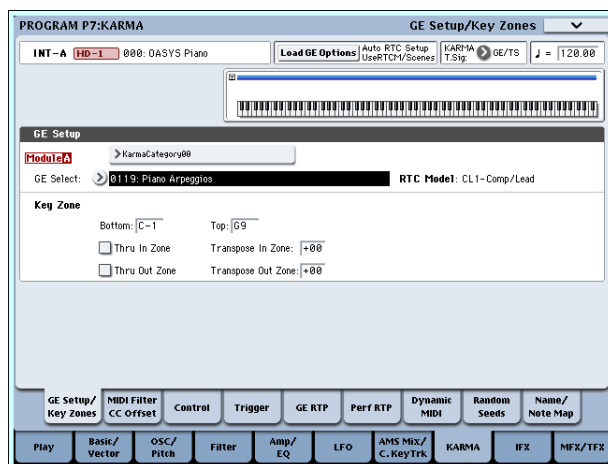 PROGRAM P7:KARMA GE Setup/Key Zones
INT-A HD-1 000: OASYS Piano Load GE Options Auto RTC Setup UseRTCM/Scenes KARMA T.Sig: GE/TS ♩ = 120.00
GE Setup
Module A KarmaCategory00
GE Select: 0119: Piano Arpeggios RTC Model: CL1-Comp/Lead
Key Zone
Bottom: C-1 Top: G9
Thru In Zone Transpose In Zone: +00
Thru Out Zone Transpose Out Zone: +00
GE Setup/ Key Zones MIDI Filter CC Offset Control Trigger GE RTP Perf RTP Dynamic MIDI Random Seeds Name/ Note Map
Play Basic/ Vector OSC/ Pitch Filter Amp/ EQ LFO AMS Mix/ C.KeyTrk KARMA IFX MFX/TFX